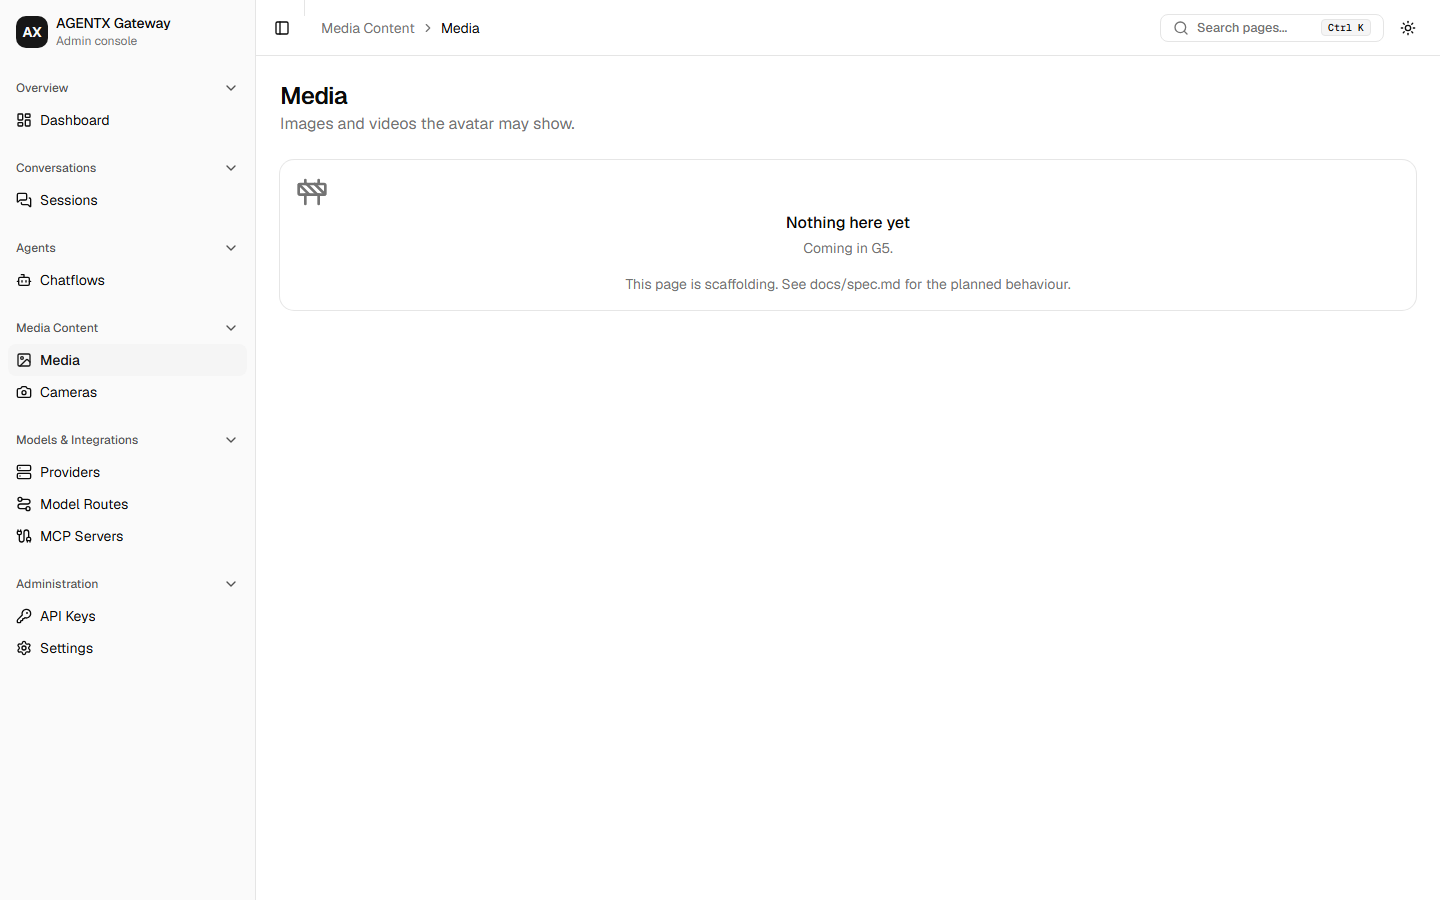 AX
AGENTX Gateway
Admin console
Overview
Dashboard
Conversations
Sessions
Agents
Chatflows
Media Content
Media
Cameras
Models & Integrations
Providers
Model Routes
MCP Servers
Administration
API Keys
Settings
Media Content > Media
Search pages... Ctrl K
Media
Images and videos the avatar may show.
Nothing here yet
Coming in G5.
This page is scaffolding. See docs/spec.md for the planned behaviour.